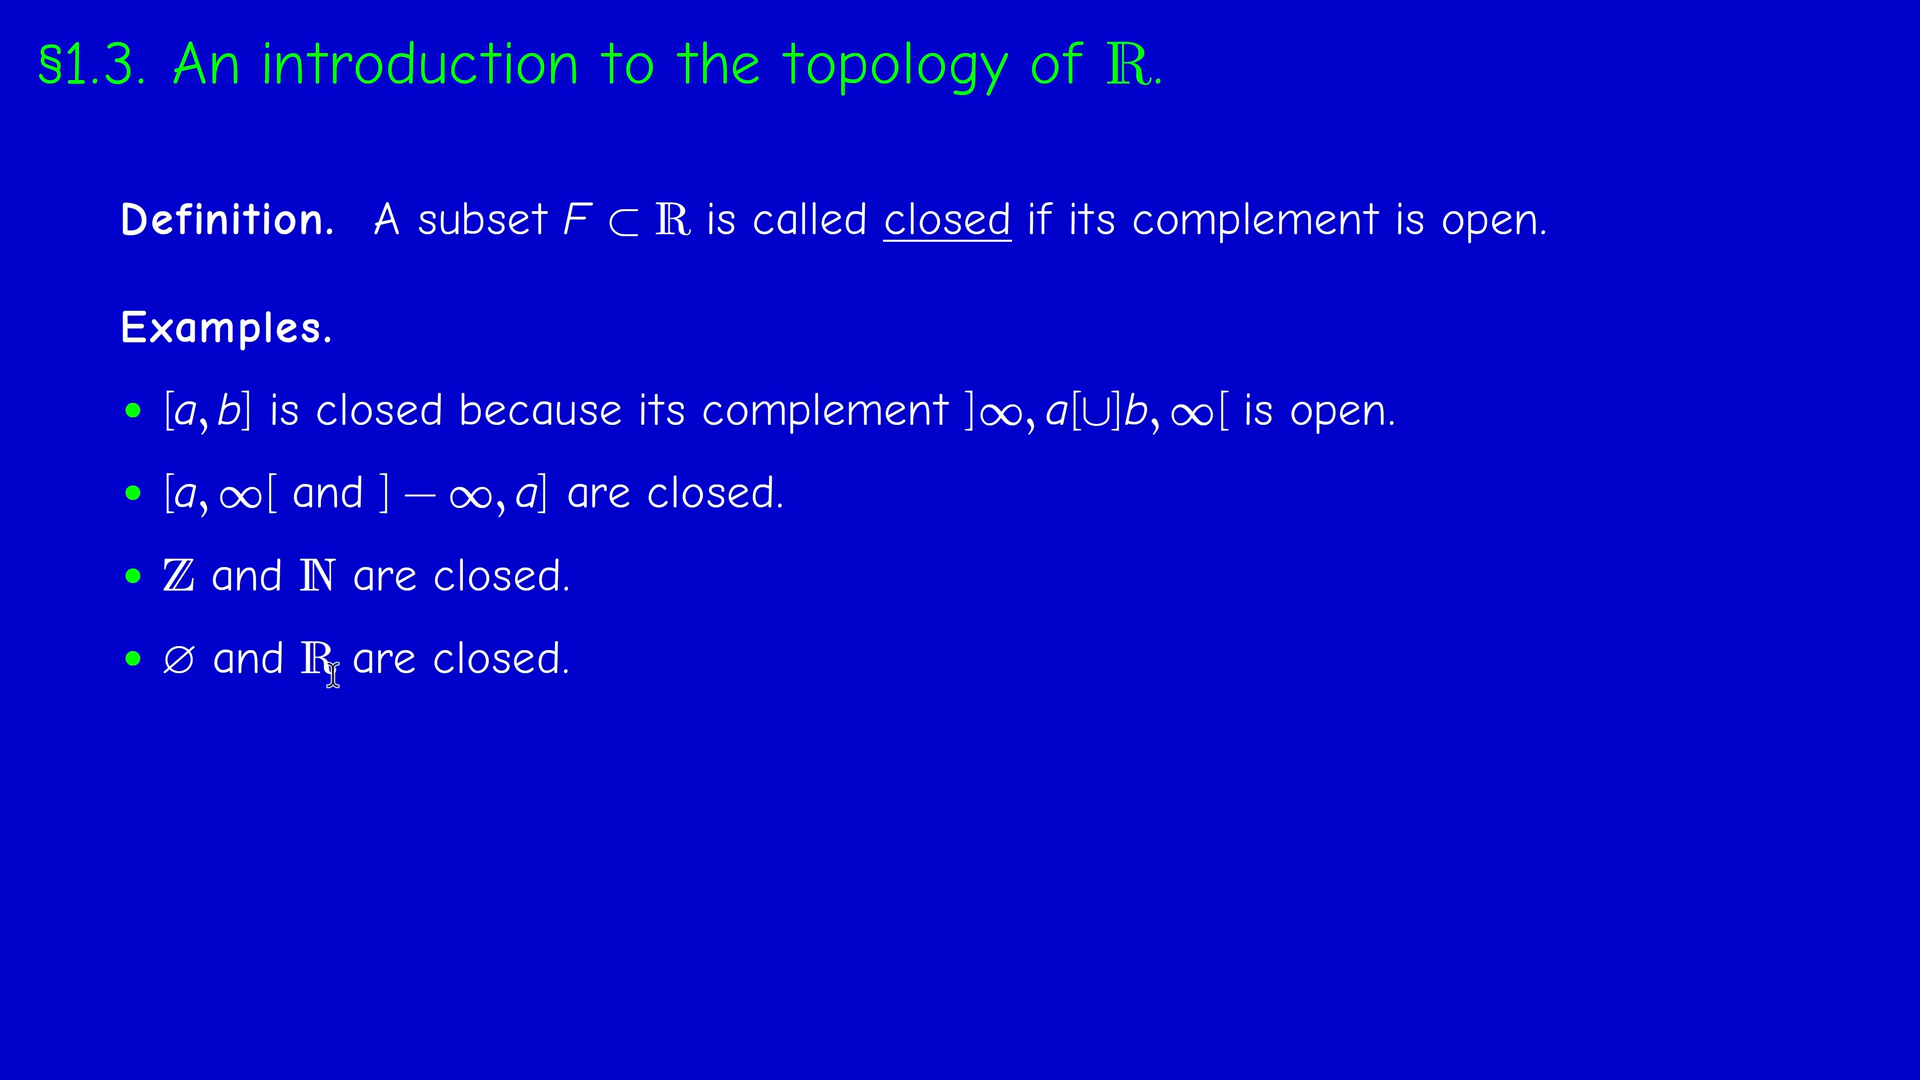 §1.3. An introduction to the topology of ℝ.
Definition. A subset F ⊂ ℝ is called closed if its complement is open.
Examples.
• [a, b] is closed because its complement ]∞, a[∪]b, ∞[ is open.
• [a, ∞[ and ] − ∞, a] are closed.
• ℤ and ℕ are closed.
• ∅ and ℝ are closed.